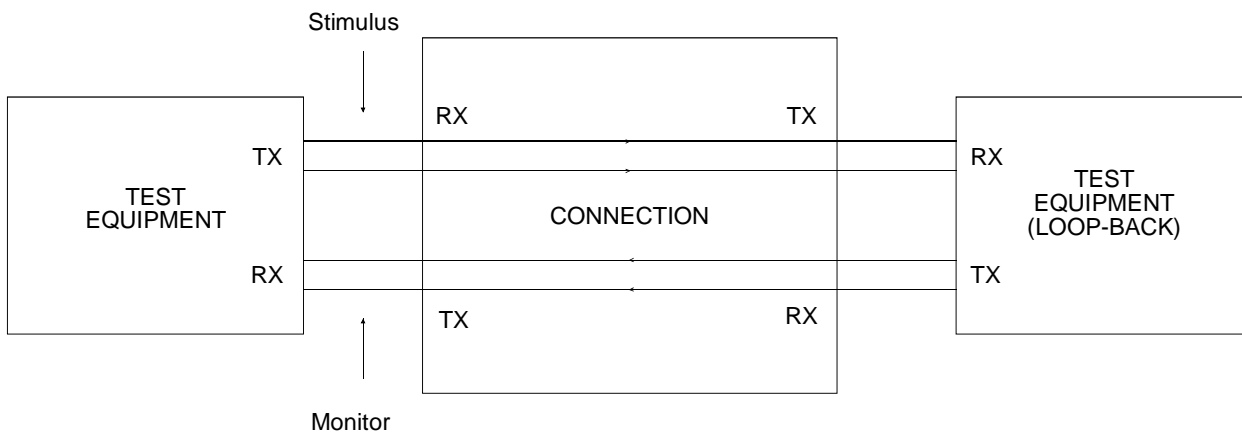 Stimulus
RX
TX
TX
RX
TEST
EQUIPMENT
CONNECTION
TEST
EQUIPMENT
(LOOP-BACK)
RX
TX
TX
RX
Monitor